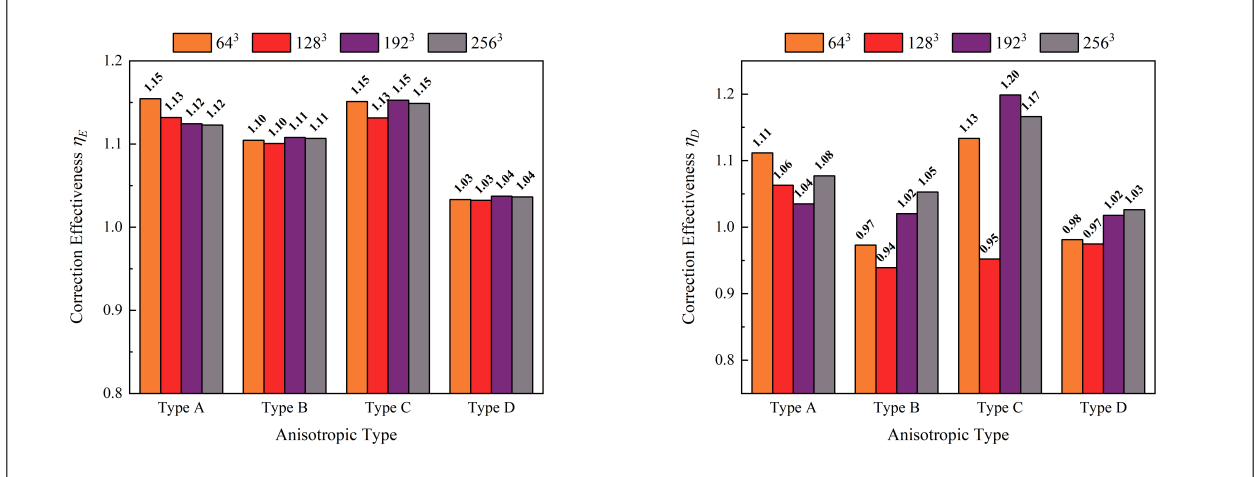 64³ 128³ 192³ 256³
1.2
1.1
1.0
0.9
0.8
Correction Effectiveness η_E
1.15 1.13 1.12 1.12
1.10 1.10 1.11 1.11
1.15 1.13 1.15 1.15
1.03 1.03 1.04 1.04
Type A Type B Type C Type D
Anisotropic Type
64³ 128³ 192³ 256³
1.2
1.1
1.0
0.9
0.8
Correction Effectiveness η_D
1.11 1.06 1.04 1.08
0.97 0.94 1.02 1.05
1.13 0.95 1.20 1.17
0.98 0.97 1.02 1.03
Type A Type B Type C Type D
Anisotropic Type